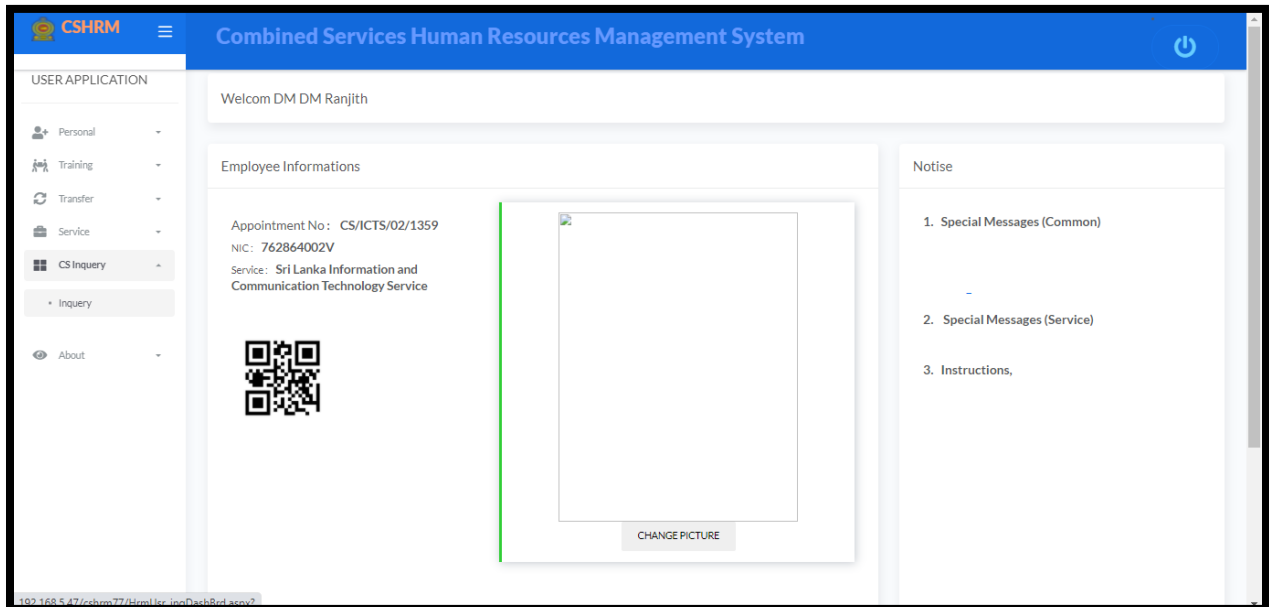 CSHRM
Combined Services Human Resources Management System
USER APPLICATION
Personal
Training
Transfer
Service
CS Inquery
Inquery
About
Welcom DM DM Ranjith
Employee Informations
Appointment No : CS/ICTS/02/1359
NIC : 762864002V
Service : Sri Lanka Information and
Communication Technology Service
CHANGE PICTURE
Notise
1. Special Messages (Common)
–
2. Special Messages (Service)
3. Instructions,
192.168.5.47/cshrm77/HrmUsr_inqDashBrd.aspx?